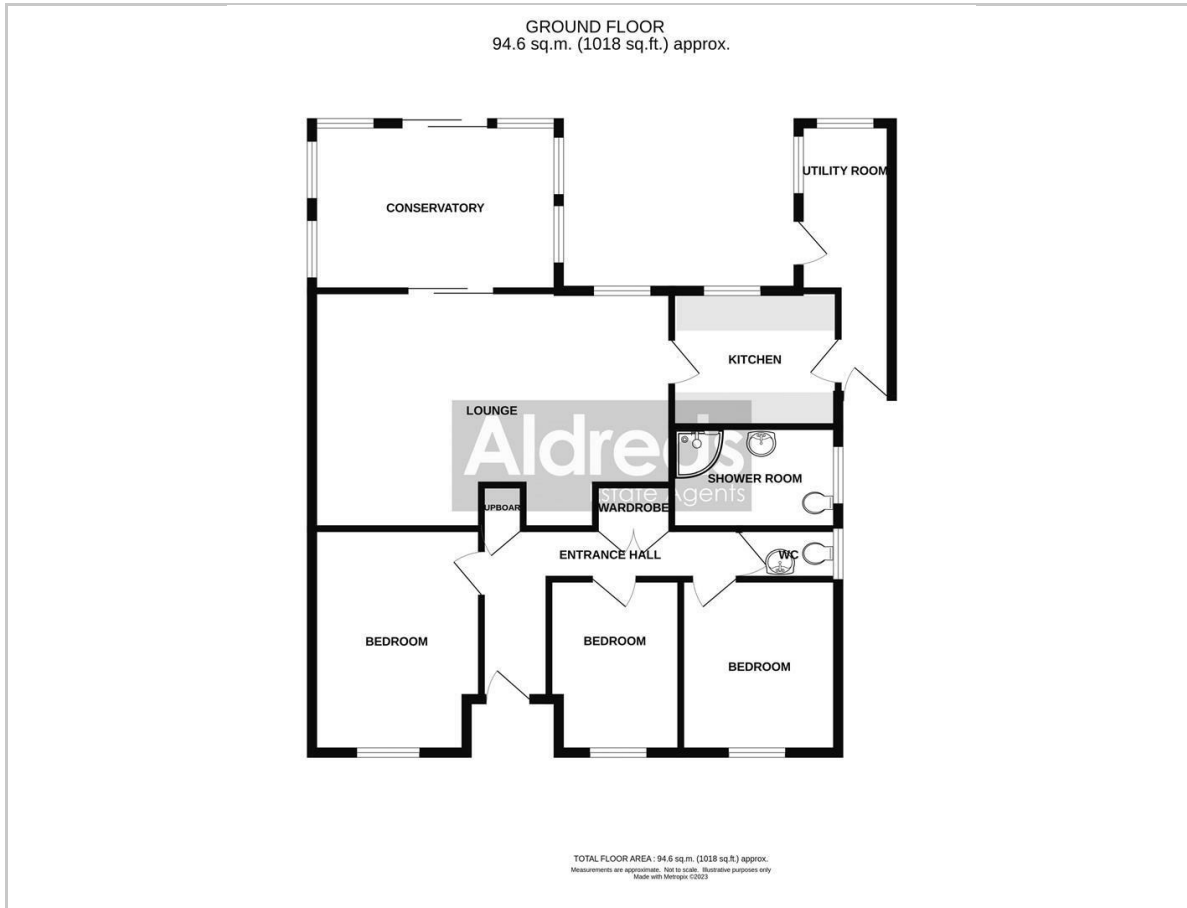 GROUND FLOOR
94.6 sq.m. (1018 sq.ft.) approx.
UTILITY ROOM
CONSERVATORY
KITCHEN
LOUNGE
Aldreds
Estate Agents
SHOWER ROOM
UPBOAR
WARDROBE
ENTRANCE HALL
WC
BEDROOM
BEDROOM
BEDROOM
TOTAL FLOOR AREA : 94.6 sq.m. (1018 sq.ft.) approx.
Measurements are approximate. Not to scale. Illustrative purposes only
Made with Metropix ©2023